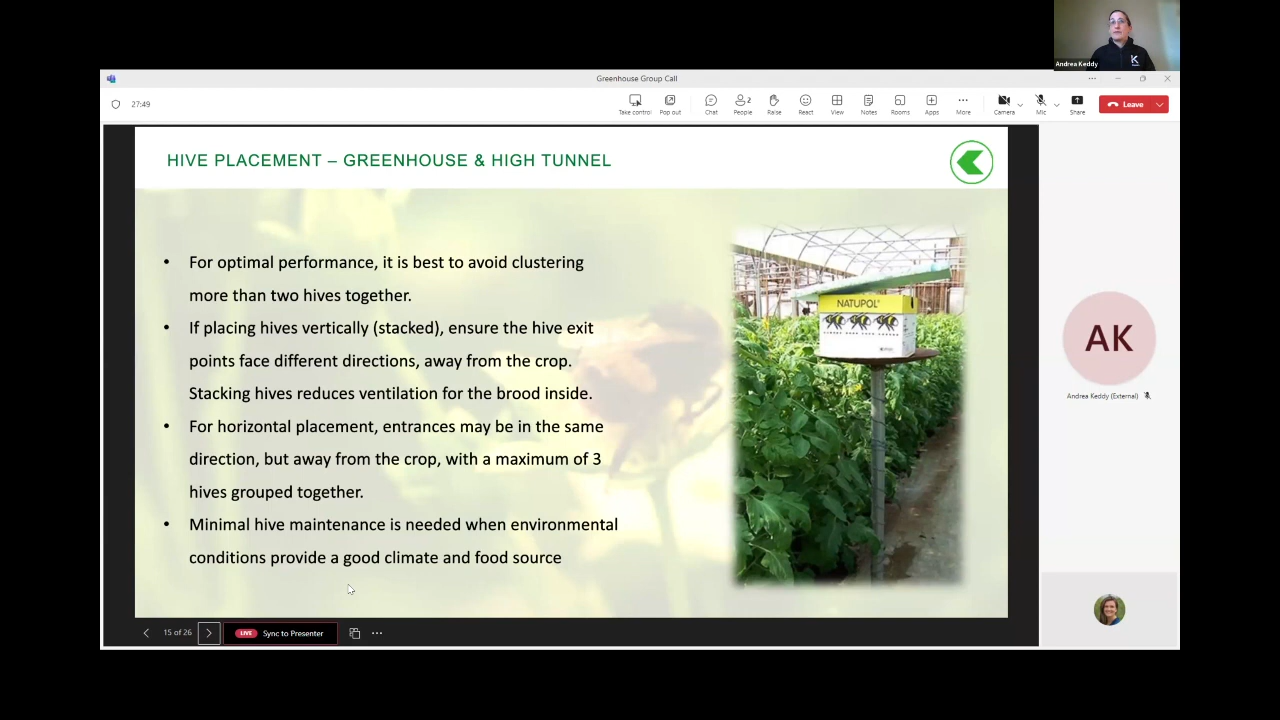 Andrea Keddy
Greenhouse Group Call
27:49
Take control
Pop out
Chat
People
2
Raise
React
View
Notes
Rooms
Apps
More
Camera
Mic
Share
Leave
HIVE PLACEMENT – GREENHOUSE & HIGH TUNNEL
• For optimal performance, it is best to avoid clustering
more than two hives together.
• If placing hives vertically (stacked), ensure the hive exit
points face different directions, away from the crop.
Stacking hives reduces ventilation for the brood inside.
• For horizontal placement, entrances may be in the same
direction, but away from the crop, with a maximum of 3
hives grouped together.
• Minimal hive maintenance is needed when environmental
conditions provide a good climate and food source
NATUPOL
AK
Andrea Keddy (External)
15 of 26
LIVE
Sync to Presenter
K